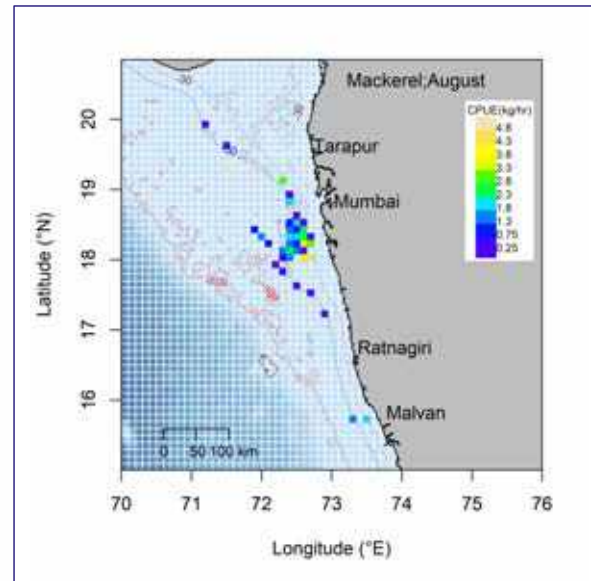 Mackerel;August
CPUE(kg/hr)
4.8
4.3
3.8
3.3
2.8
2.3
1.8
1.3
0.75
0.25
Tarapur
Mumbai
Ratnagiri
Malvan
0 50 100 km
20
19
18
17
16
Latitude (°N)
70 71 72 73 74 75 76
Longitude (°E)